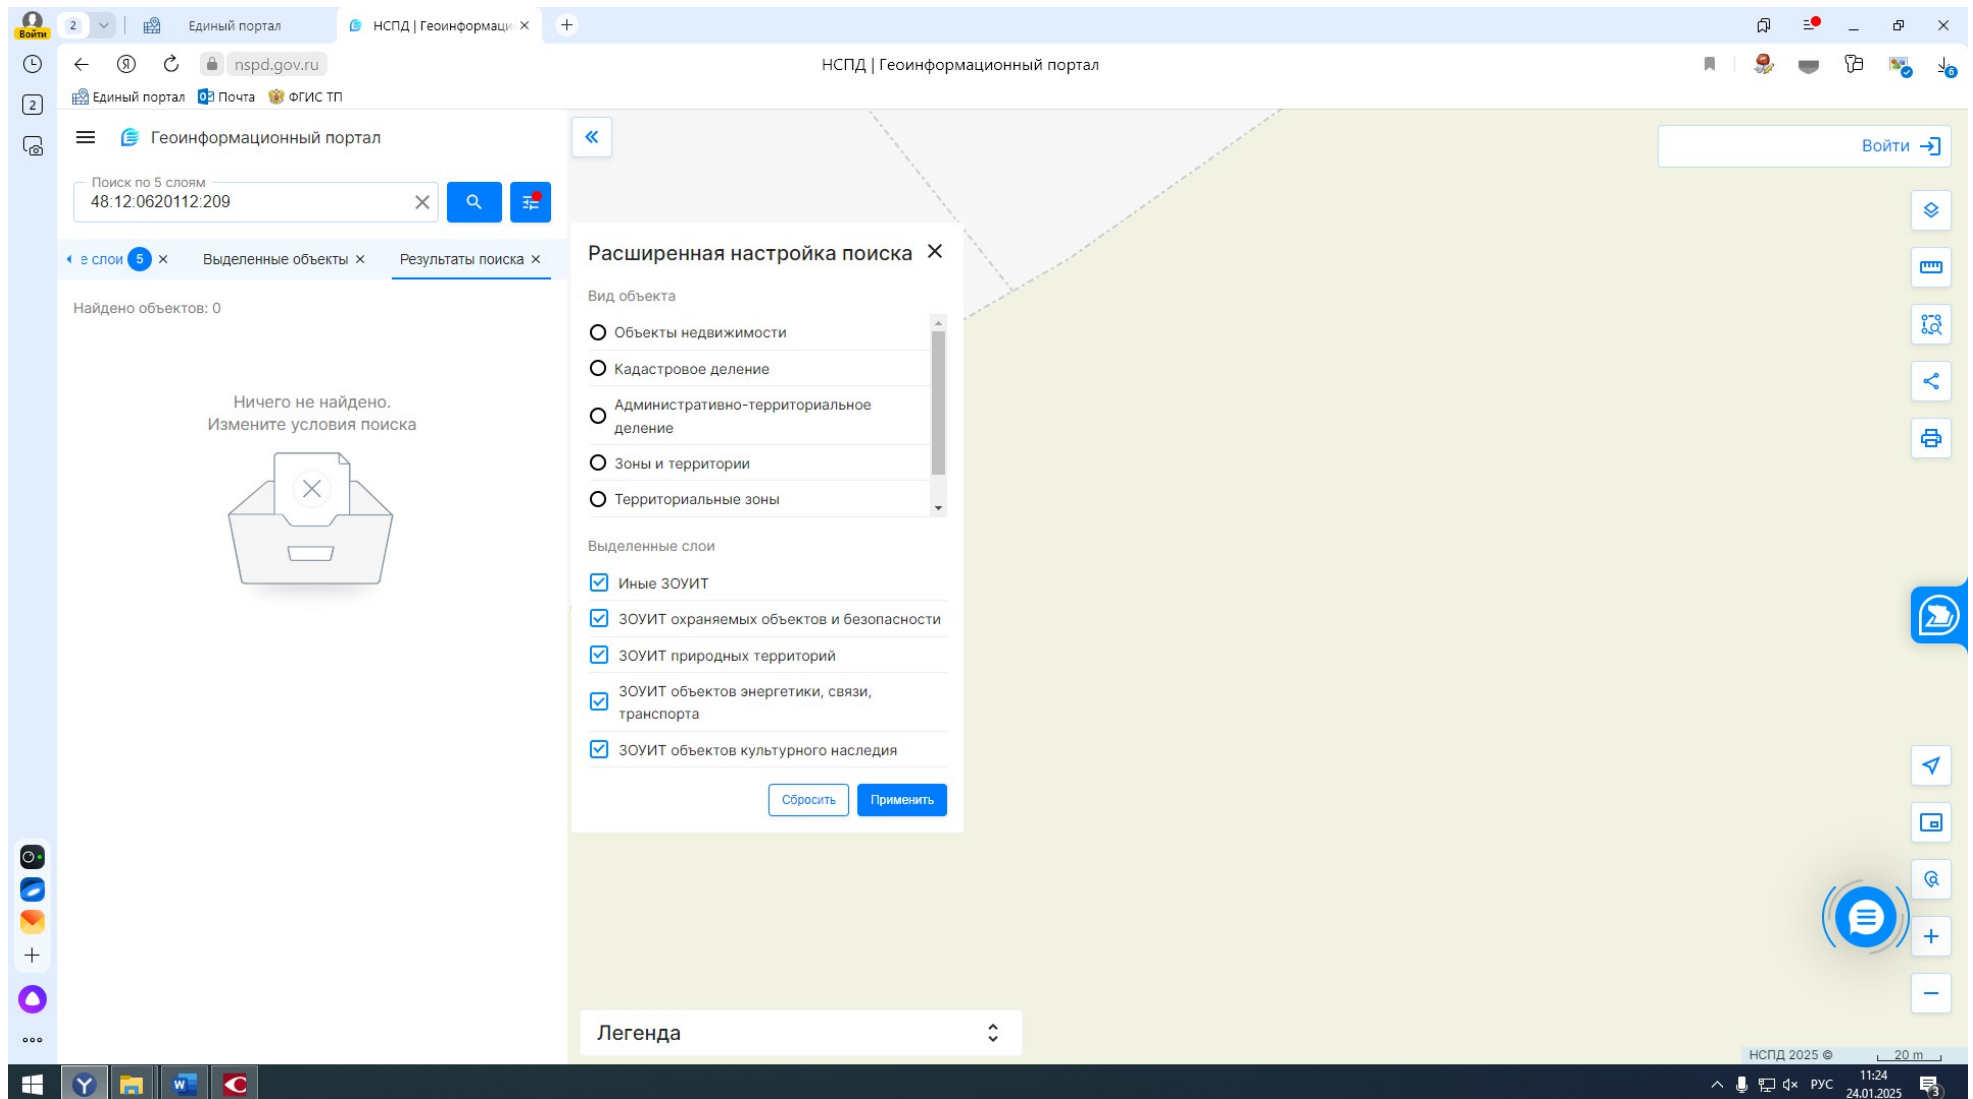 Войти
2
Единый портал
НСПД | Геоинформаци
nspd.gov.ru
НСПД | Геоинформационный портал
6
2
Единый портал
Почта
ФГИС ТП
Геоинформационный портал
Войти
Поиск по 5 слоям
48:12:0620112:209
е слои 5
Выделенные объекты
Результаты поиска
Найдено объектов: 0
Ничего не найдено.
Измените условия поиска
Расширенная настройка поиска
Вид объекта
Объекты недвижимости
Кадастровое деление
Административно-территориальное
деление
Зоны и территории
Территориальные зоны
Выделенные слои
Иные ЗОУИТ
ЗОУИТ охраняемых объектов и безопасности
ЗОУИТ природных территорий
ЗОУИТ объектов энергетики, связи,
транспорта
ЗОУИТ объектов культурного наследия
Сбросить
Применить
Легенда
НСПД 2025 ©
20 m
РУС
11:24
24.01.2025
3